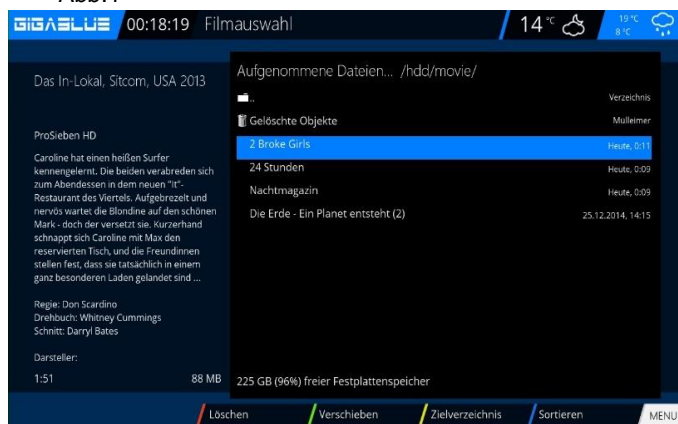 Abb.4
GIGABLUE 00:18:19 Filmauswahl 14 °C 19 °C
8 °C
Das In-Lokal, Sitcom, USA 2013
ProSieben HD
Caroline hat einen heißen Surfer
kennengelernt. Die beiden verabreden sich
zum Abendessen in dem neuen "It"-
Restaurant des Viertels. Aufgebrezelt und
nervös wartet die Blondine auf den schönen
Mark - doch der versetzt sie. Kurzerhand
schnappt sich Caroline mit Max den
reservierten Tisch, und die Freundinnen
stellen fest, dass sie tatsächlich in einem
ganz besonderen Laden gelandet sind ...
Regie: Don Scardino
Drehbuch: Whitney Cummings
Schnitt: Darryl Bates
Darsteller:
1:51 88 MB
Aufgenommene Dateien... /hdd/movie/
.. Verzeichnis
Gelöschte Objekte Mülleimer
2 Broke Girls Heute, 0:11
24 Stunden Heute, 0:09
Nachtmagazin Heute, 0:09
Die Erde - Ein Planet entsteht (2) 25.12.2014, 14:15
225 GB (96%) freier Festplattenspeicher
Löschen Verschieben Zielverzeichnis Sortieren MENU